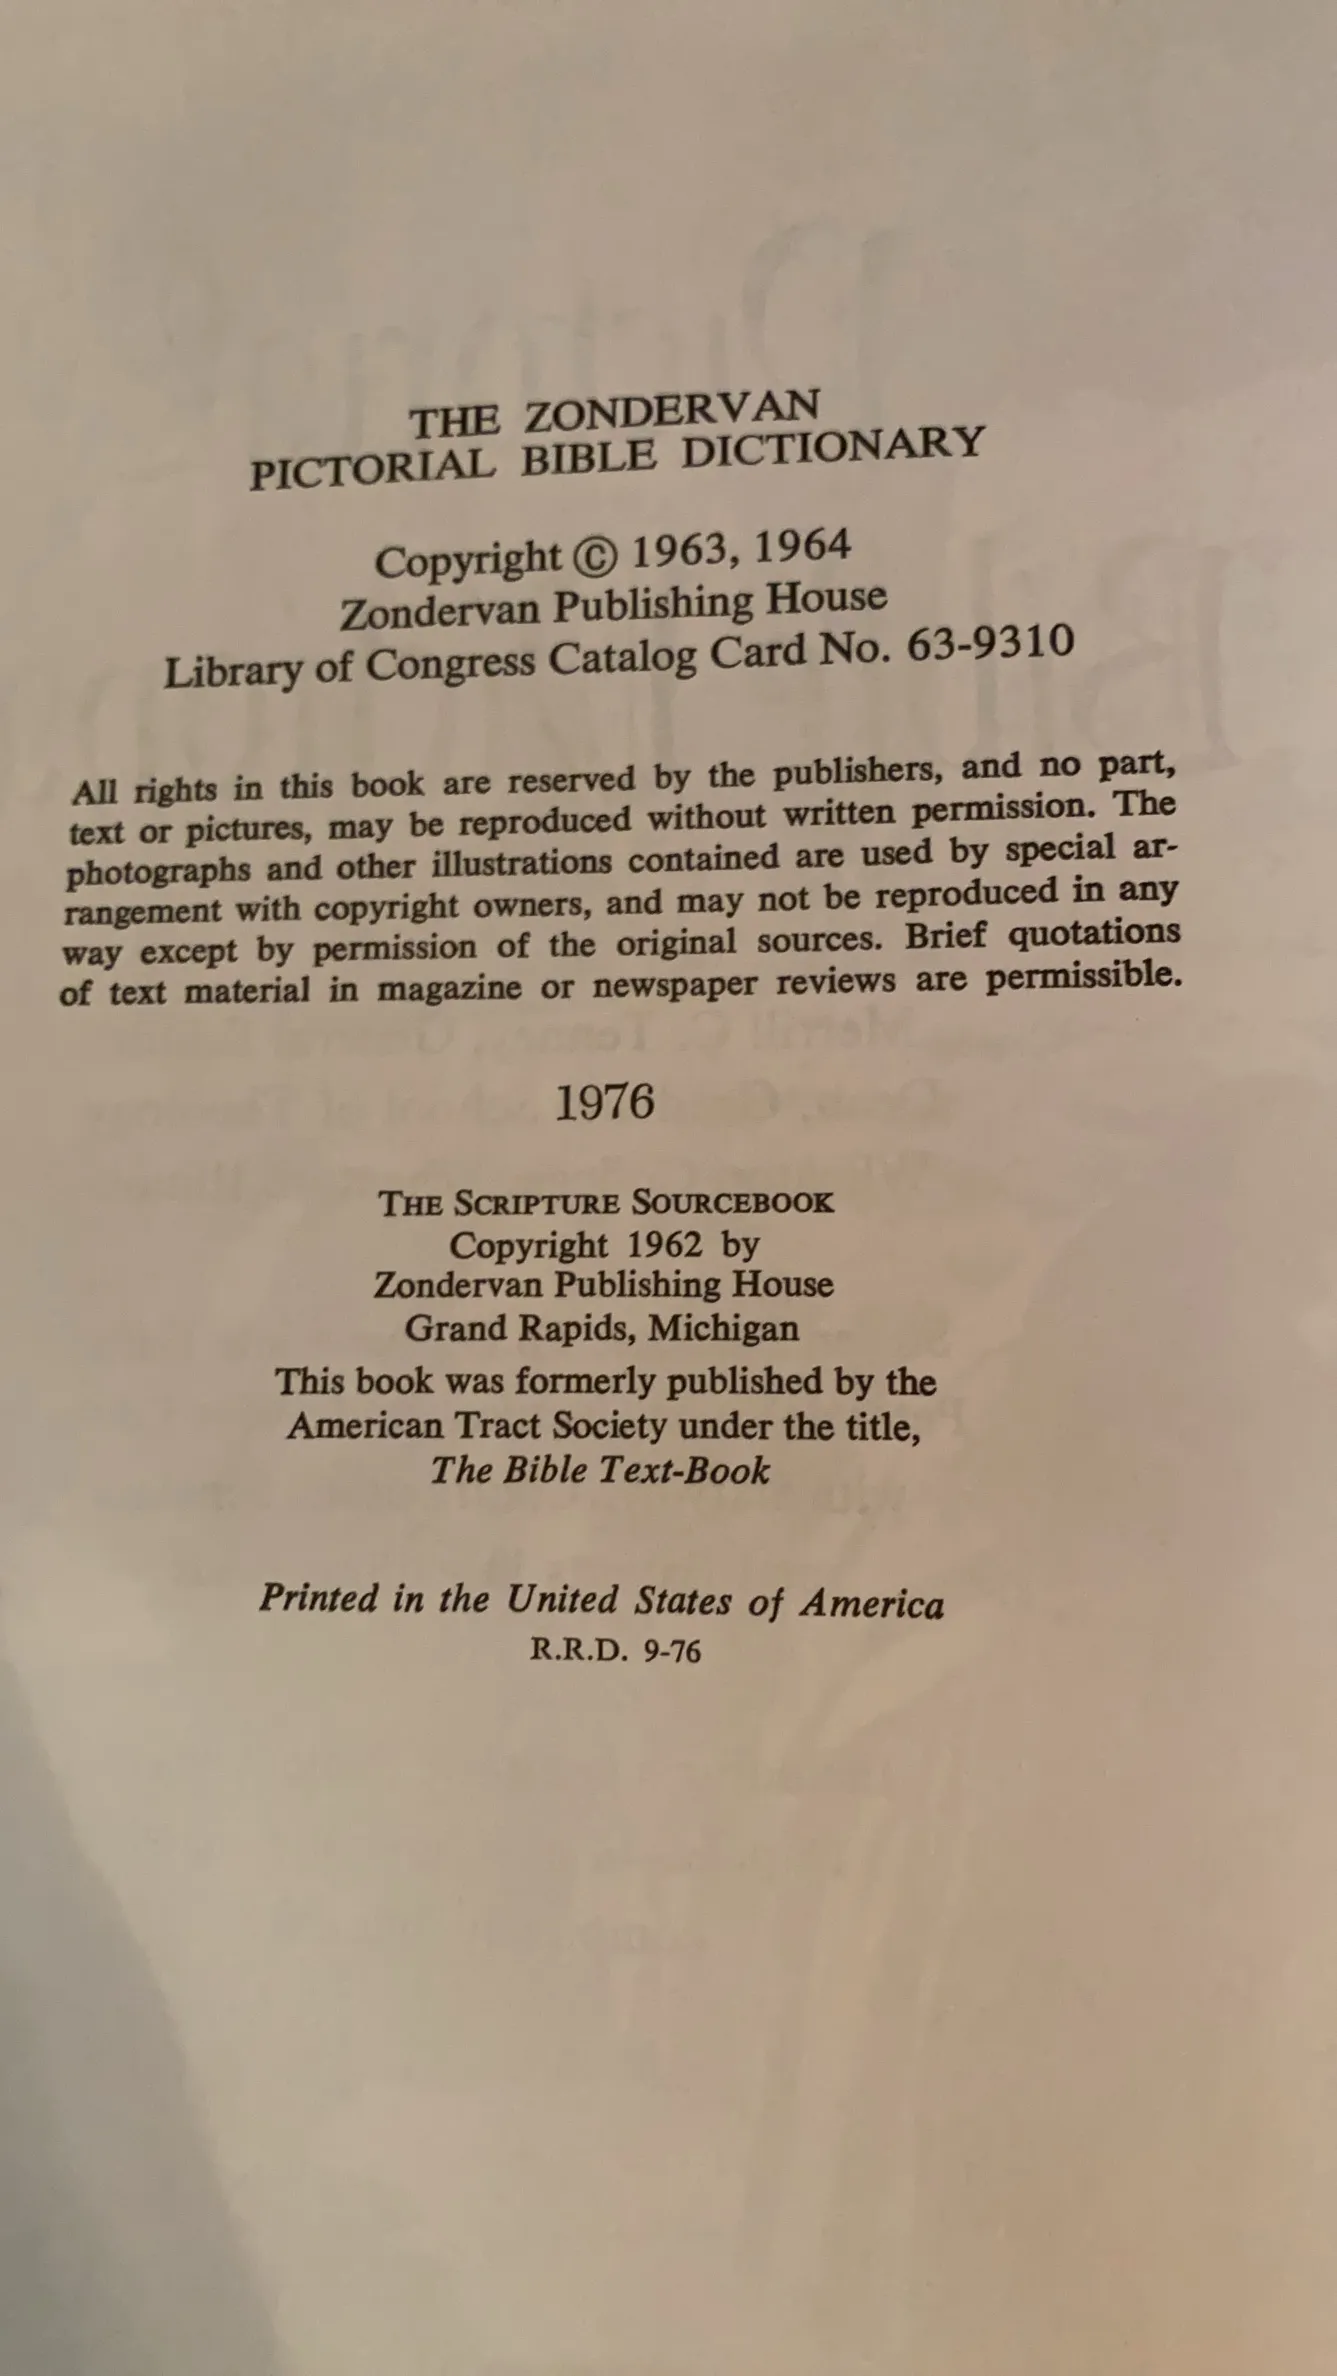 THE ZONDERVAN
PICTORIAL BIBLE DICTIONARY
Copyright © 1963, 1964
Zondervan Publishing House
Library of Congress Catalog Card No. 63-9310
All rights in this book are reserved by the publishers, and no part,
text or pictures, may be reproduced without written permission. The
photographs and other illustrations contained are used by special ar-
rangement with copyright owners, and may not be reproduced in any
way except by permission of the original sources. Brief quotations
of text material in magazine or newspaper reviews are permissible.
1976
THE SCRIPTURE SOURCEBOOK
Copyright 1962 by
Zondervan Publishing House
Grand Rapids, Michigan
This book was formerly published by the
American Tract Society under the title,
The Bible Text-Book
Printed in the United States of America
R.R.D. 9-76